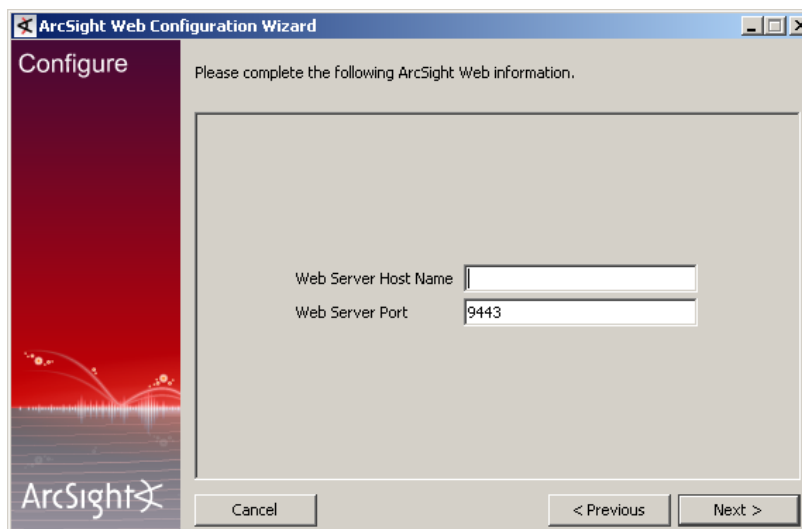 ArcSight Web Configuration Wizard
Configure
Please complete the following ArcSight Web information.
Web Server Host Name
Web Server Port 9443
ArcSight
Cancel < Previous Next >